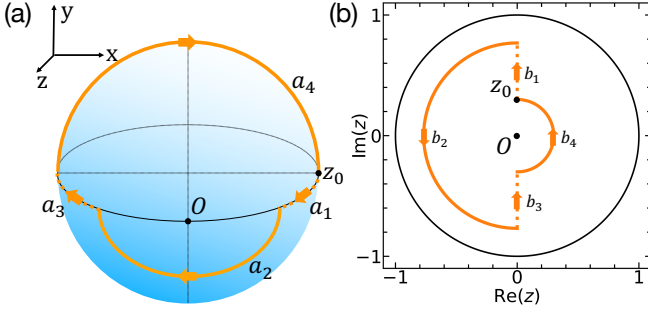 (a)
y
x
z
a₄
z₀
a₃
O
a₁
a₂
(b)
Im(z)
1
0
−1
b₁
z₀
b₂
O
b₄
b₃
−1
0
1
Re(z)